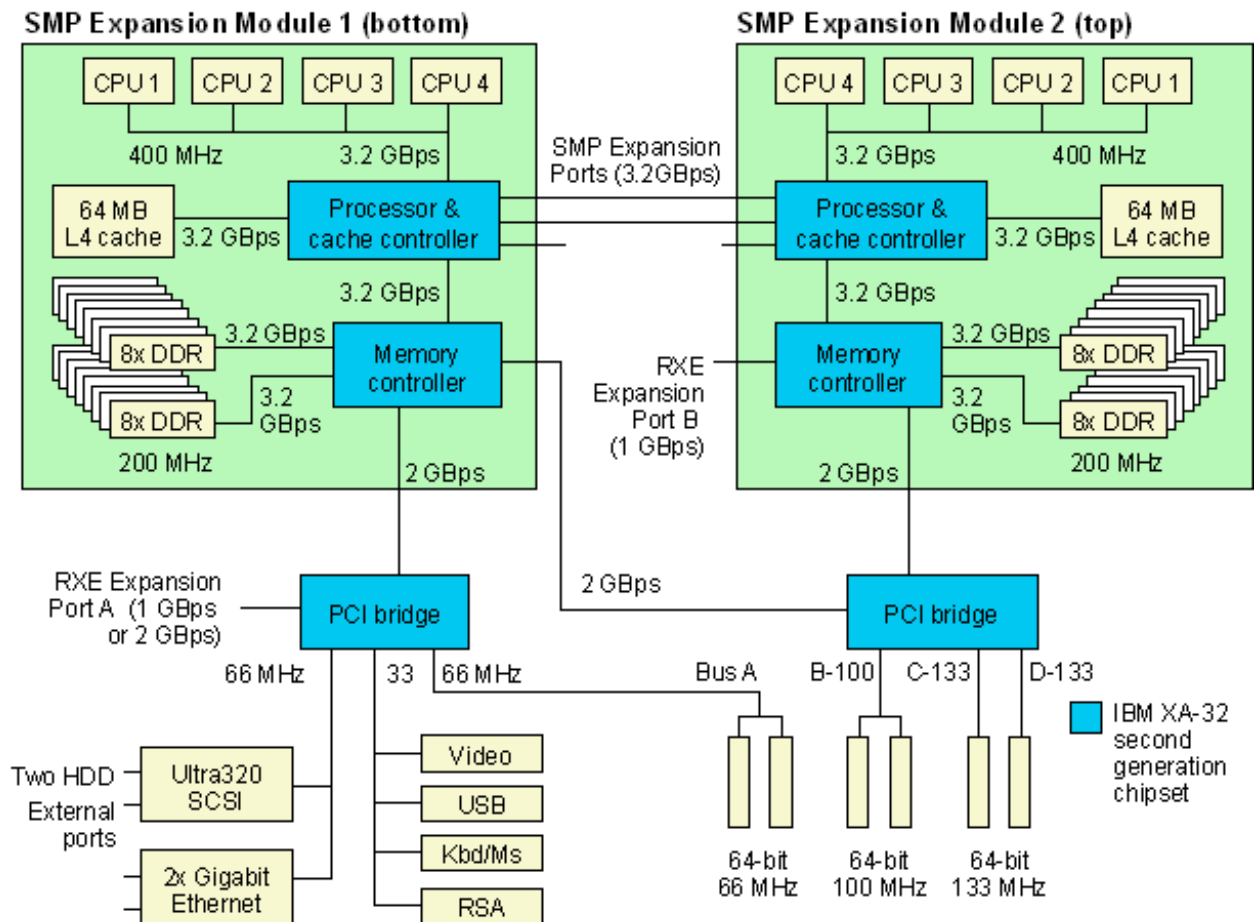 SMP Expansion Module 1 (bottom)
SMP Expansion Module 2 (top)
CPU 1
CPU 2
CPU 3
CPU 4
CPU 4
CPU 3
CPU 2
CPU 1
400 MHz
3.2 GBps
SMP Expansion
Ports (3.2GBps)
3.2 GBps
400 MHz
64 MB
L4 cache
3.2 GBps
Processor &
cache controller
Processor &
cache controller
3.2 GBps
64 MB
L4 cache
3.2 GBps
3.2 GBps
8x DDR
3.2 GBps
Memory
controller
8x DDR
3.2
GBps
200 MHz
2 GBps
RXE
Expansion
Port B
(1 GBps)
Memory
controller
3.2 GBps
8x DDR
3.2
GBps
8x DDR
200 MHz
2 GBps
RXE Expansion
Port A (1 GBps
or 2 GBps)
PCI bridge
2 GBps
PCI bridge
66 MHz
33
66 MHz
Bus A
B-100
C-133
D-133
IBM XA-32
second
generation
chipset
Two HDD
External
ports
Ultra320
SCSI
2x Gigabit
Ethernet
Video
USB
Kbd/Ms
RSA
64-bit
66 MHz
64-bit
100 MHz
64-bit
133 MHz